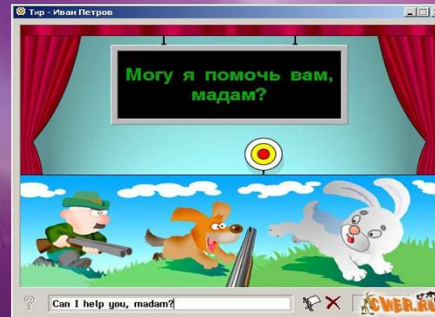 Тир - Иван Петров
Могу я помочь вам,
мадам?
Can I help you, madam?
CWER.RU